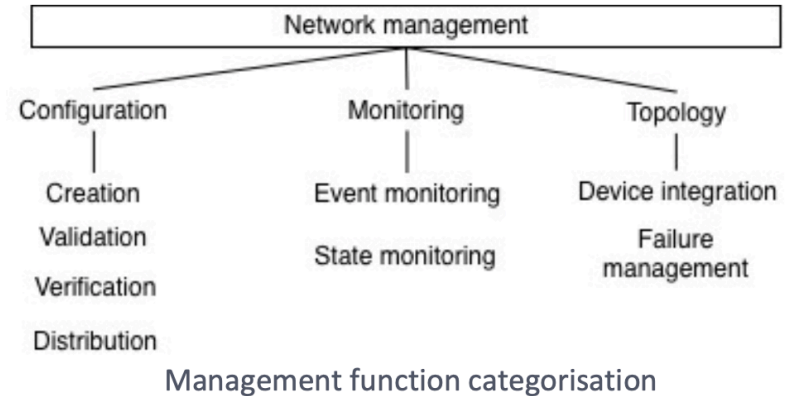 Network management
Configuration
Monitoring
Topology
Creation
Event monitoring
Device integration
Validation
State monitoring
Failure
management
Verification
Distribution
Management function categorisation